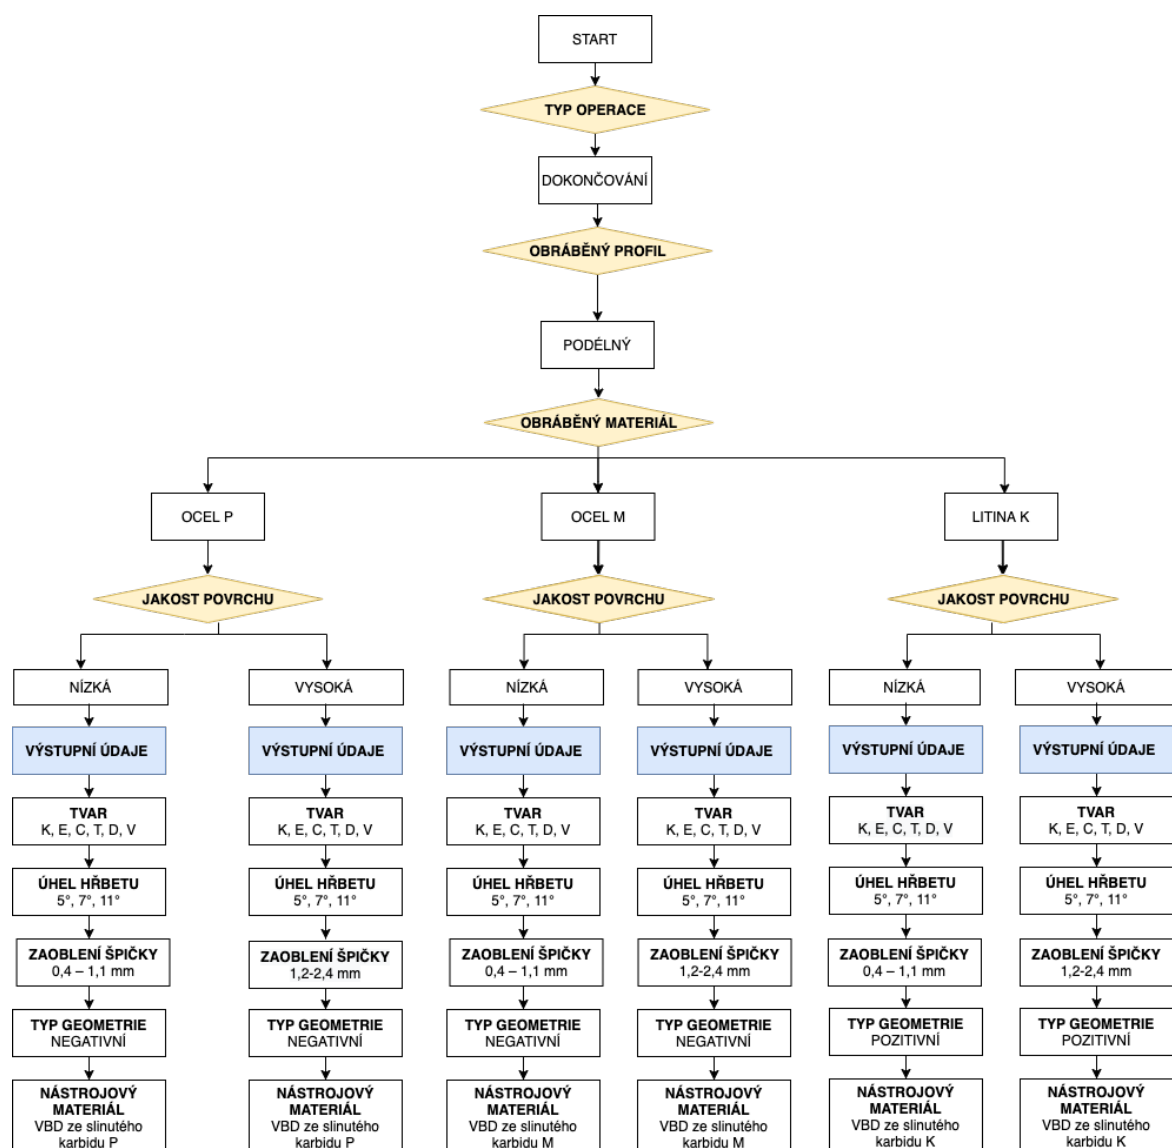 START
TYP OPERACE
DOKONČOVÁNÍ
OBRÁBĚNÝ PROFIL
PODÉLNÝ
OBRÁBĚNÝ MATERIÁL
OCEL P
OCEL M
LITINA K
JAKOST POVRCHU
JAKOST POVRCHU
JAKOST POVRCHU
NÍZKÁ
VYSOKÁ
NÍZKÁ
VYSOKÁ
NÍZKÁ
VYSOKÁ
VÝSTUPNÍ ÚDAJE
VÝSTUPNÍ ÚDAJE
VÝSTUPNÍ ÚDAJE
VÝSTUPNÍ ÚDAJE
VÝSTUPNÍ ÚDAJE
VÝSTUPNÍ ÚDAJE
TVAR
K, E, C, T, D, V
TVAR
K, E, C, T, D, V
TVAR
K, E, C, T, D, V
TVAR
K, E, C, T, D, V
TVAR
K, E, C, T, D, V
TVAR
K, E, C, T, D, V
ÚHEL HŘBETU
5°, 7°, 11°
ÚHEL HŘBETU
5°, 7°, 11°
ÚHEL HŘBETU
5°, 7°, 11°
ÚHEL HŘBETU
5°, 7°, 11°
ÚHEL HŘBETU
5°, 7°, 11°
ÚHEL HŘBETU
5°, 7°, 11°
ZAOBLENÍ ŠPIČKY
0,4 – 1,1 mm
ZAOBLENÍ ŠPIČKY
1,2-2,4 mm
ZAOBLENÍ ŠPIČKY
0,4 – 1,1 mm
ZAOBLENÍ ŠPIČKY
1,2-2,4 mm
ZAOBLENÍ ŠPIČKY
0,4 – 1,1 mm
ZAOBLENÍ ŠPIČKY
1,2-2,4 mm
TYP GEOMETRIE
NEGATIVNÍ
TYP GEOMETRIE
NEGATIVNÍ
TYP GEOMETRIE
NEGATIVNÍ
TYP GEOMETRIE
NEGATIVNÍ
TYP GEOMETRIE
POZITIVNÍ
TYP GEOMETRIE
POZITIVNÍ
NÁSTROJOVÝ
MATERIÁL
VBD ze slinutého
karbidu P
NÁSTROJOVÝ
MATERIÁL
VBD ze slinutého
karbidu P
NÁSTROJOVÝ
MATERIÁL
VBD ze slinutého
karbidu M
NÁSTROJOVÝ
MATERIÁL
VBD ze slinutého
karbidu M
NÁSTROJOVÝ
MATERIÁL
VBD ze slinutého
karbidu K
NÁSTROJOVÝ
MATERIÁL
VBD ze slinutého
karbidu K